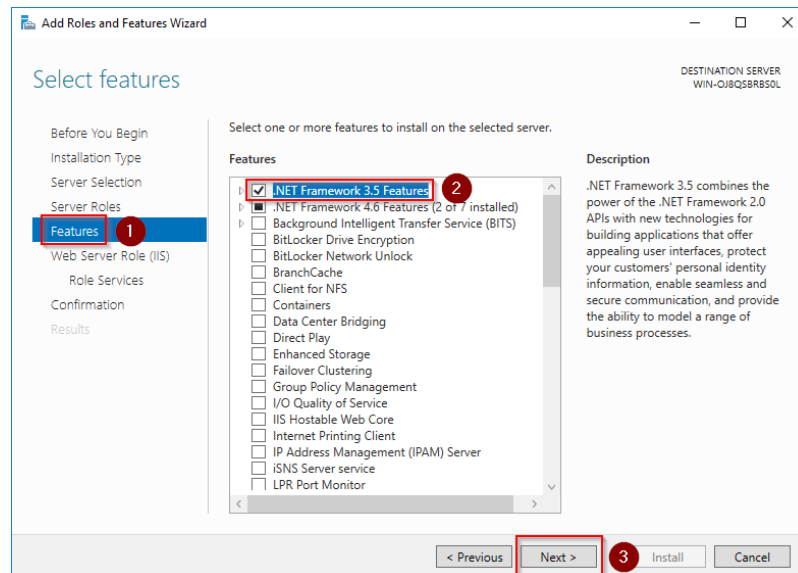 Add Roles and Features Wizard
Select features
DESTINATION SERVER
WIN-OJ8QSBRBS0L
Before You Begin
Installation Type
Server Selection
Server Roles
Features
1
Web Server Role (IIS)
Role Services
Confirmation
Results
Select one or more features to install on the selected server.
Features
.NET Framework 3.5 Features
2
.NET Framework 4.6 Features (2 of 7 installed)
Background Intelligent Transfer Service (BITS)
BitLocker Drive Encryption
BitLocker Network Unlock
BranchCache
Client for NFS
Containers
Data Center Bridging
Direct Play
Enhanced Storage
Failover Clustering
Group Policy Management
I/O Quality of Service
IIS Hostable Web Core
Internet Printing Client
IP Address Management (IPAM) Server
iSNS Server service
LPR Port Monitor
Description
.NET Framework 3.5 combines the
power of the .NET Framework 2.0
APIs with new technologies for
building applications that offer
appealing user interfaces, protect
your customers' personal identity
information, enable seamless and
secure communication, and provide
the ability to model a range of
business processes.
< Previous
Next >
3
Install
Cancel